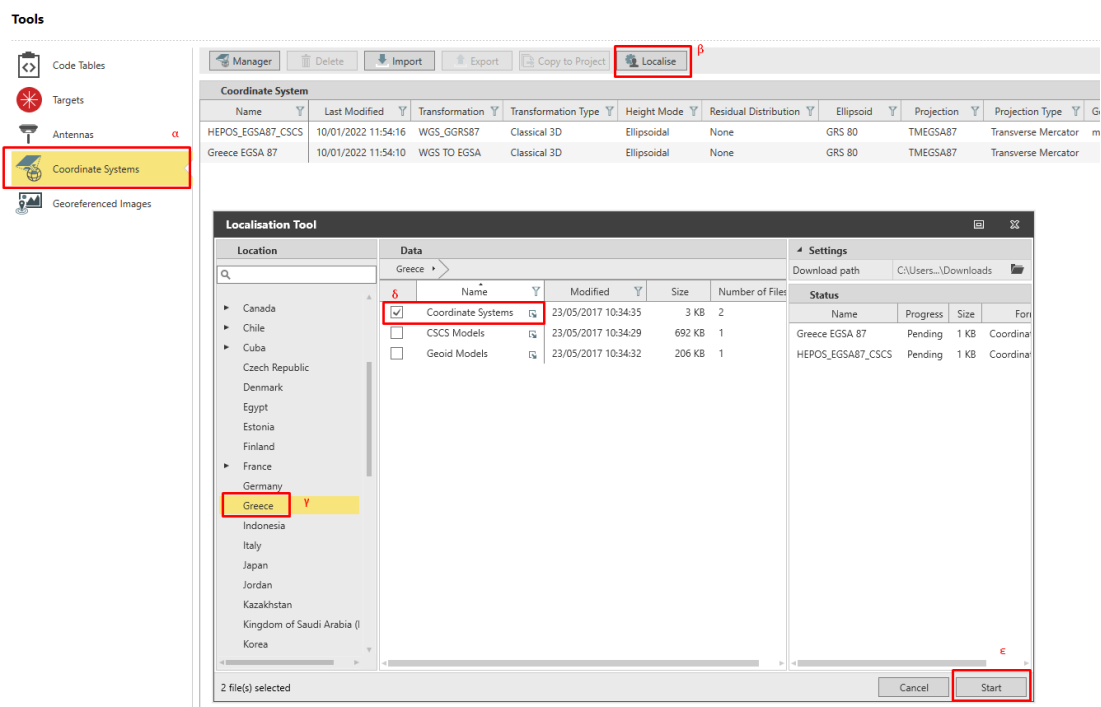 Tools
Code Tables
Targets
Antennas α
Coordinate Systems
Georeferenced Images
Manager Delete Import Export Copy to Project Localise β
Coordinate System
Name Last Modified Transformation Transformation Type Height Mode Residual Distribution Ellipsoid Projection Projection Type
HEPOS_EGSA87_CSCS 10/01/2022 11:54:16 WGS_GGRS87 Classical 3D Ellipsoidal None GRS 80 TMEGSA87 Transverse Mercator
Greece EGSA 87 10/01/2022 11:54:10 WGS TO EGSA Classical 3D Ellipsoidal None GRS 80 TMEGSA87 Transverse Mercator
Localisation Tool
Location
Canada
Chile
Cuba
Czech Republic
Denmark
Egypt
Estonia
Finland
France
Germany
Greece γ
Indonesia
Italy
Japan
Jordan
Kazakhstan
Kingdom of Saudi Arabia (
Korea
Data
Greece
δ Name Modified Size Number of Files
Coordinate Systems 23/05/2017 10:34:35 3 KB 2
CSCS Models 23/05/2017 10:34:29 692 KB 1
Geoid Models 23/05/2017 10:34:32 206 KB 1
Settings
Download path C:\Users...\Downloads
Status
Name Progress Size For
Greece EGSA 87 Pending 1 KB Coordina
HEPOS_EGSA87_CSCS Pending 1 KB Coordina
ε
2 file(s) selected
Cancel Start